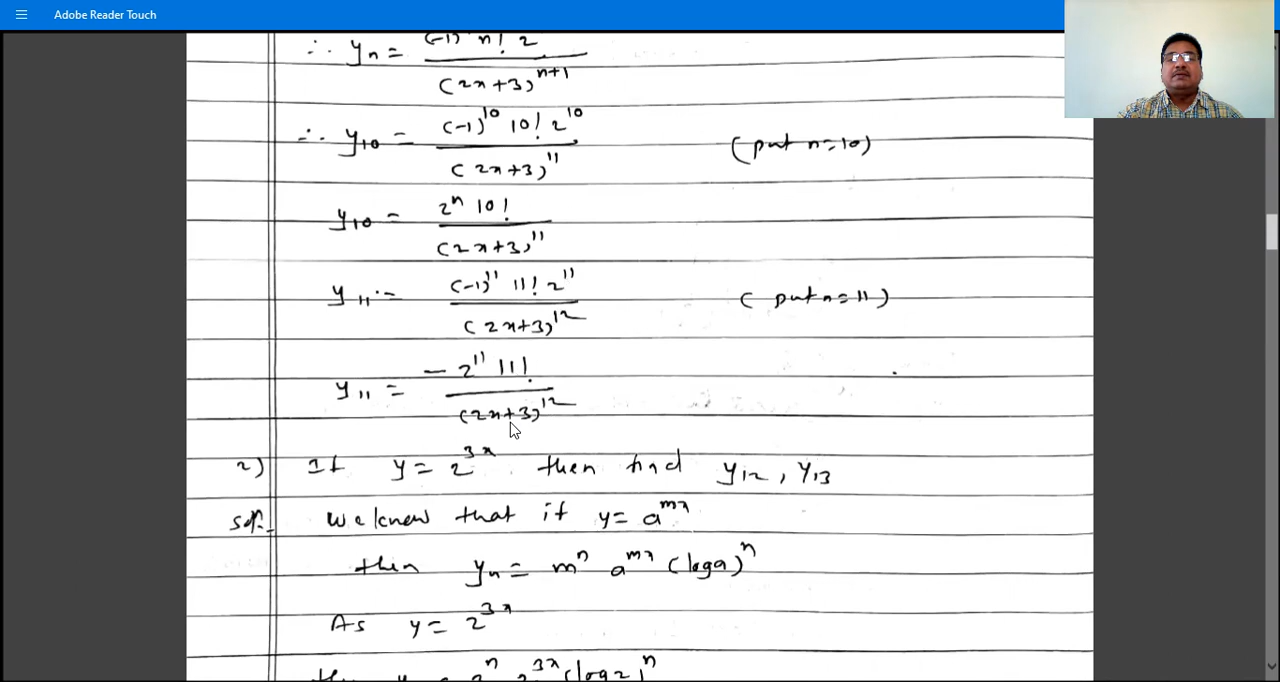 Adobe Reader Touch
∴ yn = (-1) n! 2 / (2x+3)^n+1
∴ y10 = (-1)^10 10! 2^10 / (2x+3)^11 (put n=10)
y10 = 2^n 10! / (2x+3)^11
y11 = (-1)^11 11! 2^11 / (2x+3)^12 (put n=11)
y11 = -2^11 11! / (2x+3)^12
2) If y = 2^3x then find y12, y13
Soln. We know that if y = a^mx
then yn = m^n a^mx (log a)^n
As y = 2^3x